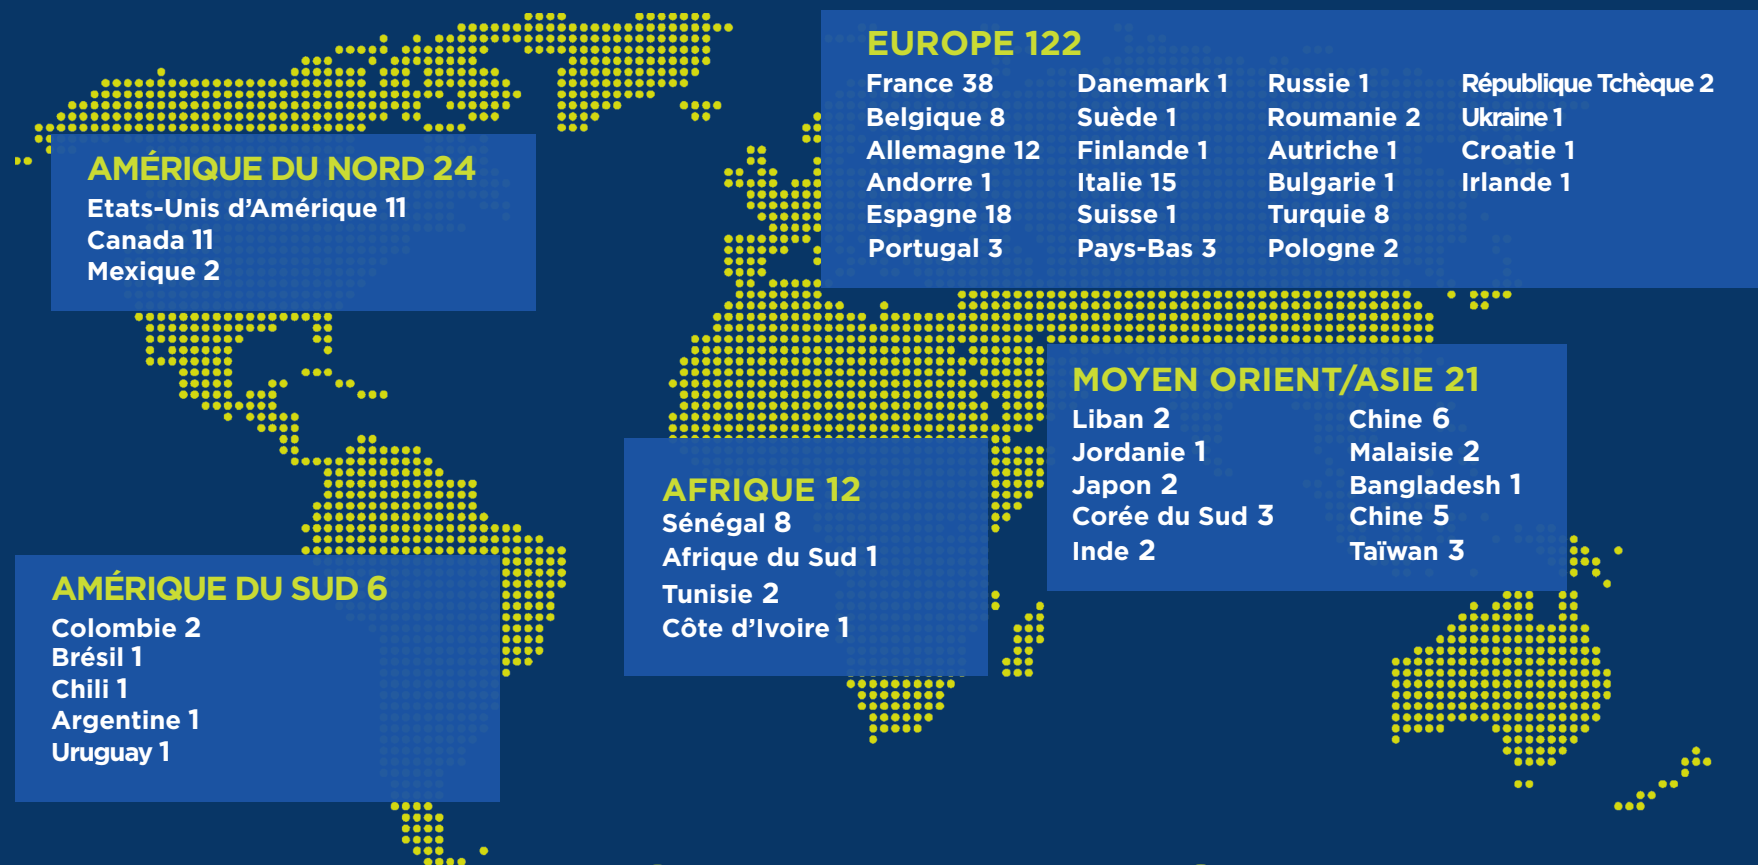 EUROPE 122
France 38
Belgique 8
Allemagne 12
Andorre 1
Espagne 18
Portugal 3
Danemark 1
Suède 1
Finlande 1
Italie 15
Suisse 1
Pays-Bas 3
Russie 1
Roumanie 2
Autriche 1
Bulgarie 1
Turquie 8
Pologne 2
République Tchèque 2
Ukraine 1
Croatie 1
Irlande 1
AMÉRIQUE DU NORD 24
Etats-Unis d’Amérique 11
Canada 11
Mexique 2
MOYEN ORIENT/ASIE 21
Liban 2
Jordanie 1
Japon 2
Corée du Sud 3
Inde 2
Chine 6
Malaisie 2
Bangladesh 1
Chine 5
Taïwan 3
AFRIQUE 12
Sénégal 8
Afrique du Sud 1
Tunisie 2
Côte d’Ivoire 1
AMÉRIQUE DU SUD 6
Colombie 2
Brésil 1
Chili 1
Argentine 1
Uruguay 1